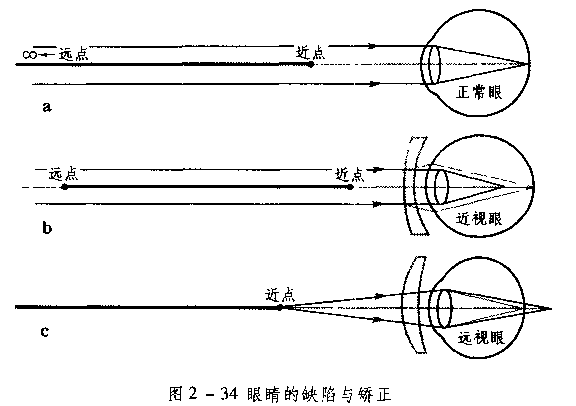 ∞← 远点 近点
正常眼
a
远点 近点
b 近视眼
近点
c 远视眼
图2-34 眼睛的缺陷与矫正